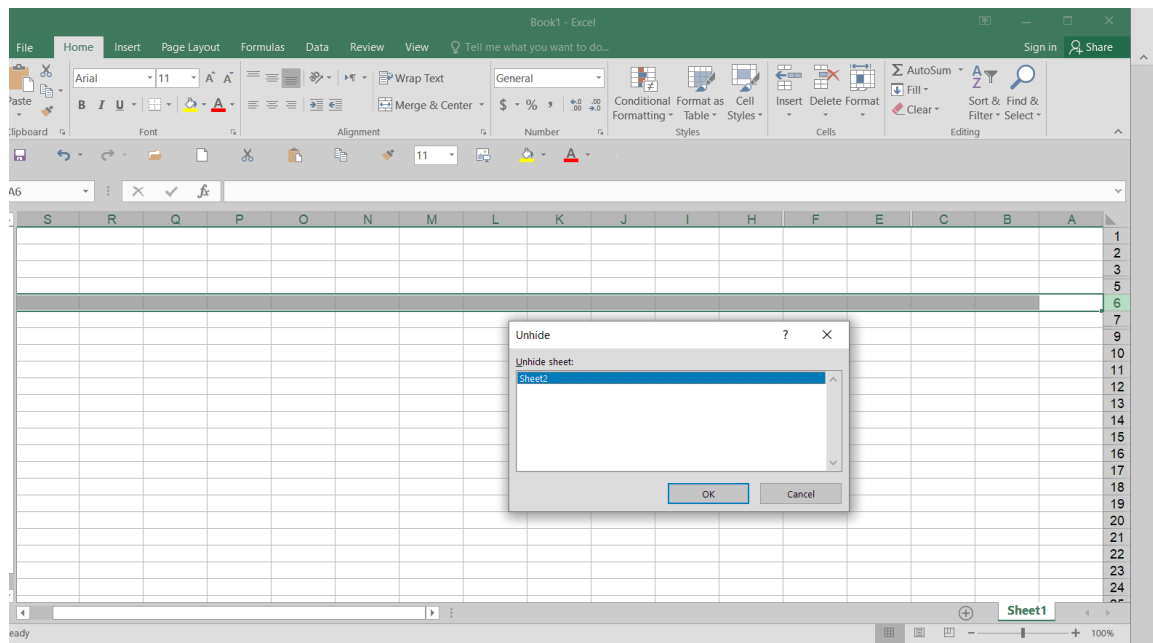 Book1 - Excel
File Home Insert Page Layout Formulas Data Review View Tell me what you want to do... Sign in Share
Arial 11 A A Wrap Text General AutoSum
Fill
Paste B I U A Merge & Center $ % , .0 .00 Conditional Format as Cell Insert Delete Format Clear Sort & Find &
Formatting Table Styles Filter Select
Clipboard Font Alignment Number Styles Cells Editing
11 A
A6 fx
S R Q P O N M L K J I H F E C B A
1
2
3
5
6
7
9
10
11
12
13
14
15
16
17
18
19
20
21
22
23
24
Unhide ? X
Unhide sheet:
Sheet2
OK Cancel
Sheet1
eady 100%